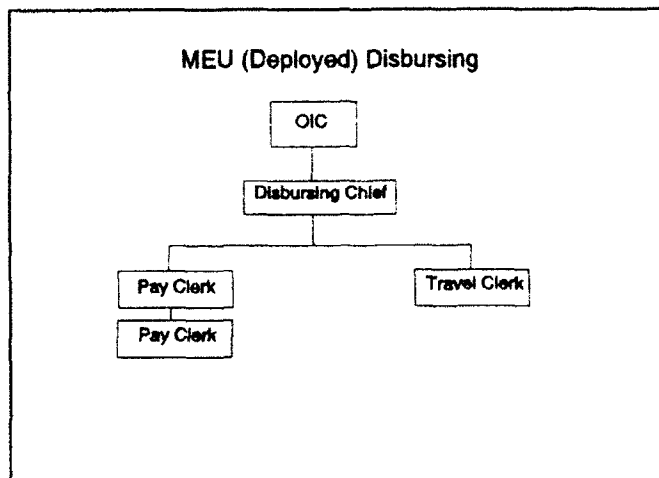 MEU (Deployed) Disbursing
OIC
Disbursing Chief
Pay Clerk
Travel Clerk
Pay Clerk